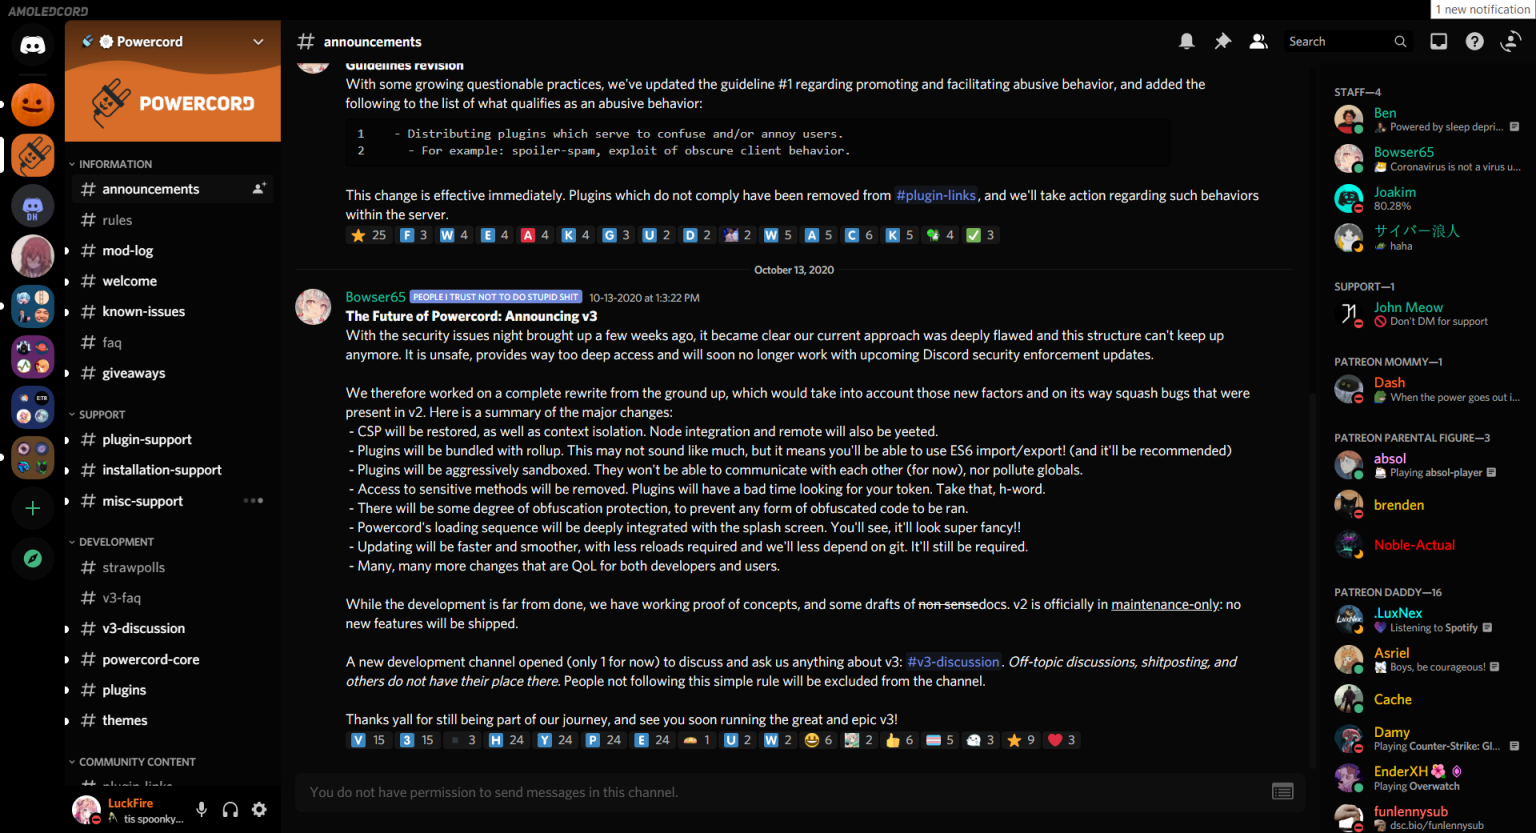 AMOLEDCORD
1 new notification
Powercord
POWERCORD
INFORMATION
# announcements
# rules
# mod-log
# welcome
# known-issues
# faq
# giveaways
SUPPORT
# plugin-support
# installation-support
# misc-support
DEVELOPMENT
# strawpolls
# v3-faq
# v3-discussion
# powercord-core
# plugins
# themes
COMMUNITY CONTENT
# plugin-links
LuckFire
tis spoonky...
DH
# announcements
Search
Guidelines revision
With some growing questionable practices, we've updated the guideline #1 regarding promoting and facilitating abusive behavior, and added the
following to the list of what qualifies as an abusive behavior:
1 - Distributing plugins which serve to confuse and/or annoy users.
2 - For example: spoiler-spam, exploit of obscure client behavior.
This change is effective immediately. Plugins which do not comply have been removed from #plugin-links, and we'll take action regarding such behaviors
within the server.
25 F 3 W 4 E 4 A 4 K 4 G 3 U 2 D 2 2 W 5 A 5 C 6 K 5 4 3
October 13, 2020
Bowser65 PEOPLE I TRUST NOT TO DO STUPID SHIT 10-13-2020 at 1:3:22 PM
The Future of Powercord: Announcing v3
With the security issues night brought up a few weeks ago, it became clear our current approach was deeply flawed and this structure can't keep up
anymore. It is unsafe, provides way too deep access and will soon no longer work with upcoming Discord security enforcement updates.
We therefore worked on a complete rewrite from the ground up, which would take into account those new factors and on its way squash bugs that were
present in v2. Here is a summary of the major changes:
- CSP will be restored, as well as context isolation. Node integration and remote will also be yeeted.
- Plugins will be bundled with rollup. This may not sound like much, but it means you'll be able to use ES6 import/export! (and it'll be recommended)
- Plugins will be aggressively sandboxed. They won't be able to communicate with each other (for now), nor pollute globals.
- Access to sensitive methods will be removed. Plugins will have a bad time looking for your token. Take that, h-word.
- There will be some degree of obfuscation protection, to prevent any form of obfuscated code to be ran.
- Powercord's loading sequence will be deeply integrated with the splash screen. You'll see, it'll look super fancy!!
- Updating will be faster and smoother, with less reloads required and we'll less depend on git. It'll still be required.
- Many, many more changes that are QoL for both developers and users.
While the development is far from done, we have working proof of concepts, and some drafts of non sensedocs. v2 is officially in maintenance-only: no
new features will be shipped.
A new development channel opened (only 1 for now) to discuss and ask us anything about v3: #v3-discussion. Off-topic discussions, shitposting, and
others do not have their place there. People not following this simple rule will be excluded from the channel.
Thanks yall for still being part of our journey, and see you soon running the great and epic v3!
V 15 3 15 3 H 24 Y 24 P 24 E 24 1 U 2 W 2 6 2 6 5 3 9 3
You do not have permission to send messages in this channel.
STAFF—4
Ben
Powered by sleep depri...
Bowser65
Coronavirus is not a virus u...
Joakim
80.28%
サイバー浪人
haha
SUPPORT—1
John Meow
Don't DM for support
PATREON MOMMY—1
Dash
When the power goes out i...
PATREON PARENTAL FIGURE—3
absol
Playing absol-player
brenden
Noble-Actual
PATREON DADDY—16
.LuxNex
Listening to Spotify
Asriel
Boys, be courageous!
Cache
Damy
Playing Counter-Strike: Gl...
EnderXH
Playing Overwatch
funlennysub
dsc.bio/funlennysub